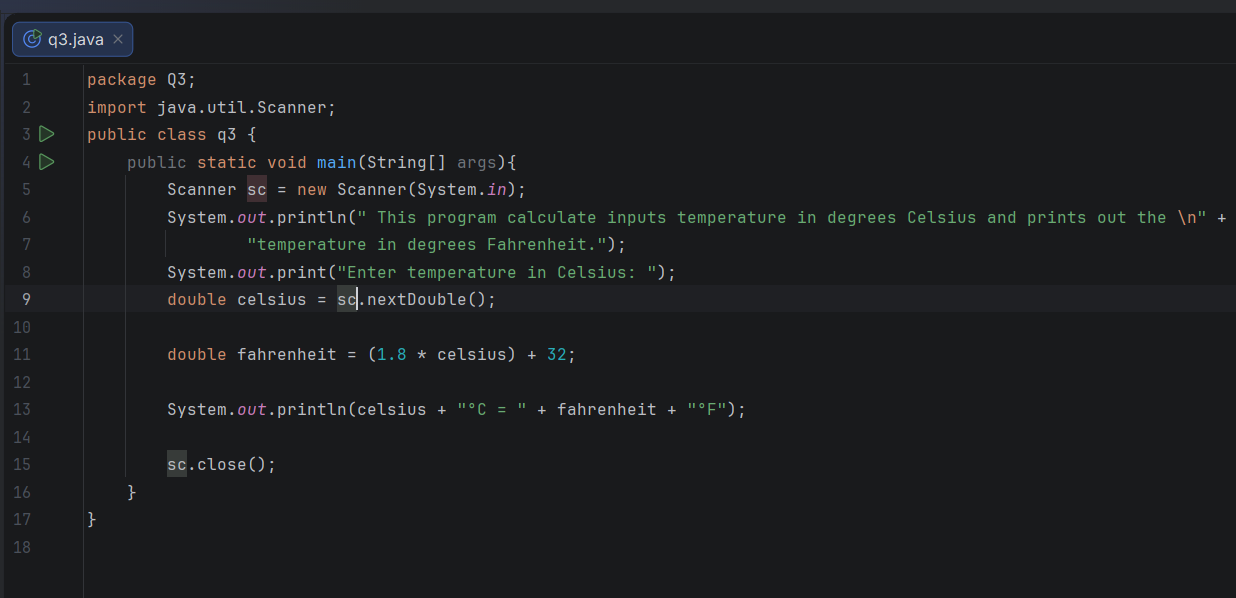 q3.java
1 package Q3;
2 import java.util.Scanner;
3 public class q3 {
4     public static void main(String[] args){
5         Scanner sc = new Scanner(System.in);
6         System.out.println(" This program calculate inputs temperature in degrees Celsius and prints out the \n" +
7                 "temperature in degrees Fahrenheit.");
8         System.out.print("Enter temperature in Celsius: ");
9         double celsius = sc.nextDouble();
10
11         double fahrenheit = (1.8 * celsius) + 32;
12
13         System.out.println(celsius + "°C = " + fahrenheit + "°F");
14
15         sc.close();
16     }
17 }
18